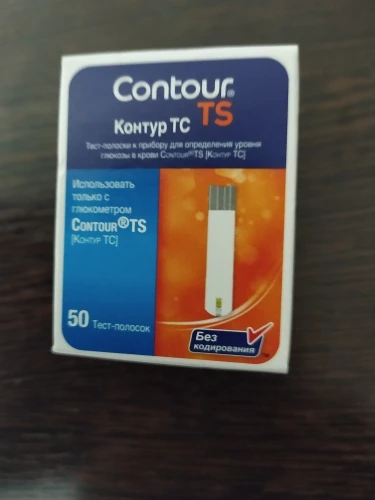 Contour®
TS
Контур ТС
Тест-полоски к прибору для определения уровня
глюкозы в крови Contour®TS [Контур ТС]
Использовать
только с
глюкометром
Contour®TS
[Контур ТС]
50 Тест-полосок
Без
кодирования